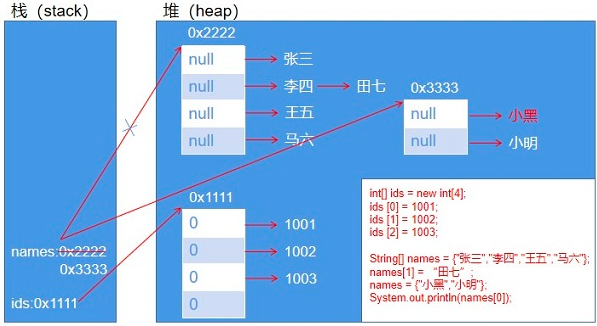 栈（stack）
堆（heap）
0x2222
null
张三
null
李四
田七
null
王五
null
马六
0x3333
null
小黑
null
小明
names:0x2222
0x3333
ids:0x1111
0x1111
0
1001
0
1002
0
1003
0
int[] ids = new int[4];
ids [0] = 1001;
ids [1] = 1002;
ids [2] = 1003;
String[] names = {"张三","李四","王五","马六"};
names[1] = “田七”;
names = {"小黑","小明"};
System.out.println(names[0]);